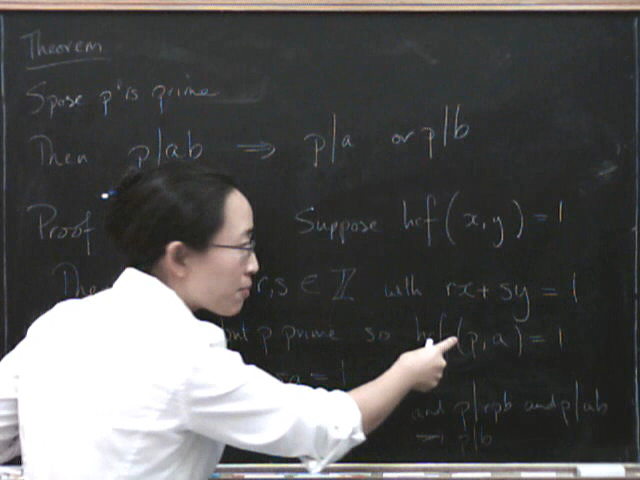 Theorem
Spose p is prime
Then p|ab ⇒ p|a or p|b
Proof Suppose hcf(x,y) = 1
r,s ∈ ℤ with rx + sy = 1
but p prime so hcf(p,a) = 1
a = 1
and p|rpb and p|ab
⇒ p|b